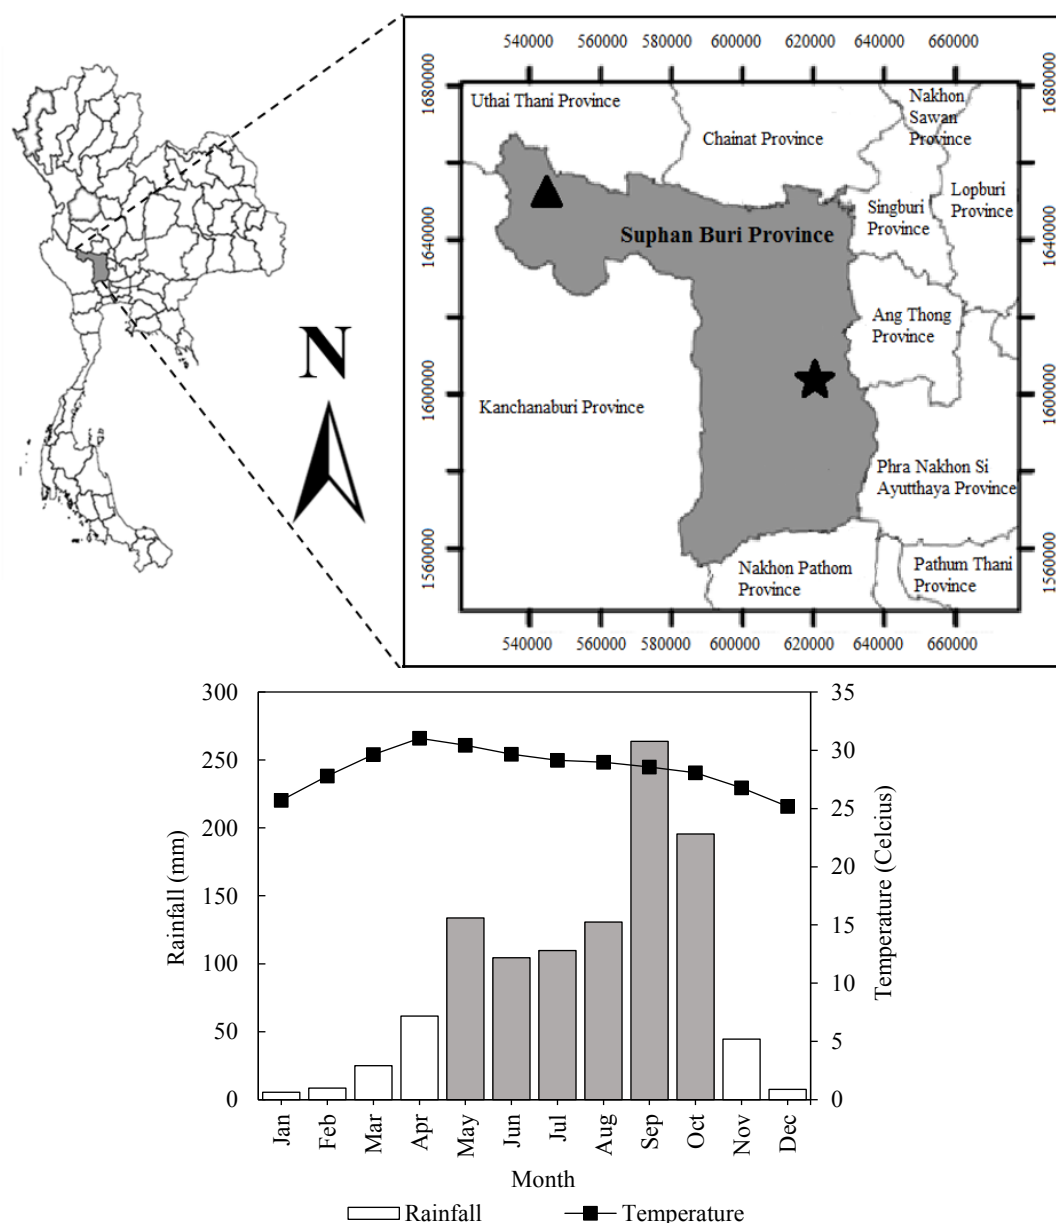 540000 560000 580000 600000 620000 640000 660000
1680000
1640000
1600000
1560000
Uthai Thani Province
Chainat Province
Nakhon
Sawan
Province
Lopburi
Province
Singburi
Province
Suphan Buri Province
Ang Thong
Province
Kanchanaburi Province
Phra Nakhon Si
Ayutthaya Province
Nakhon Pathom
Province
Pathum Thani
Province
1680000
1640000
1600000
1560000
540000 560000 580000 600000 620000 640000 660000
N
300
250
200
150
100
50
0
Rainfall (mm)
35
30
25
20
15
10
5
0
Temperature (Celcius)
Jan Feb Mar Apr May Jun Jul Aug Sep Oct Nov Dec
Month
Rainfall Temperature